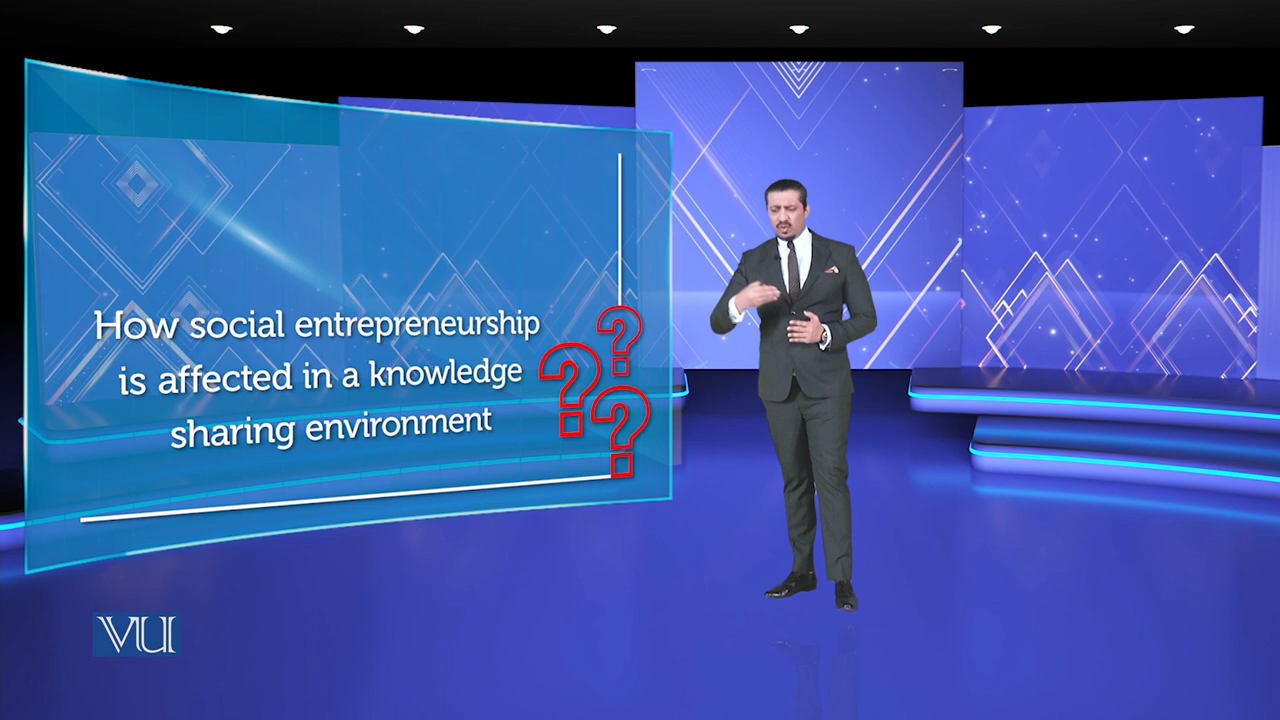 How social entrepreneurship
is affected in a knowledge
sharing environment
???
VU